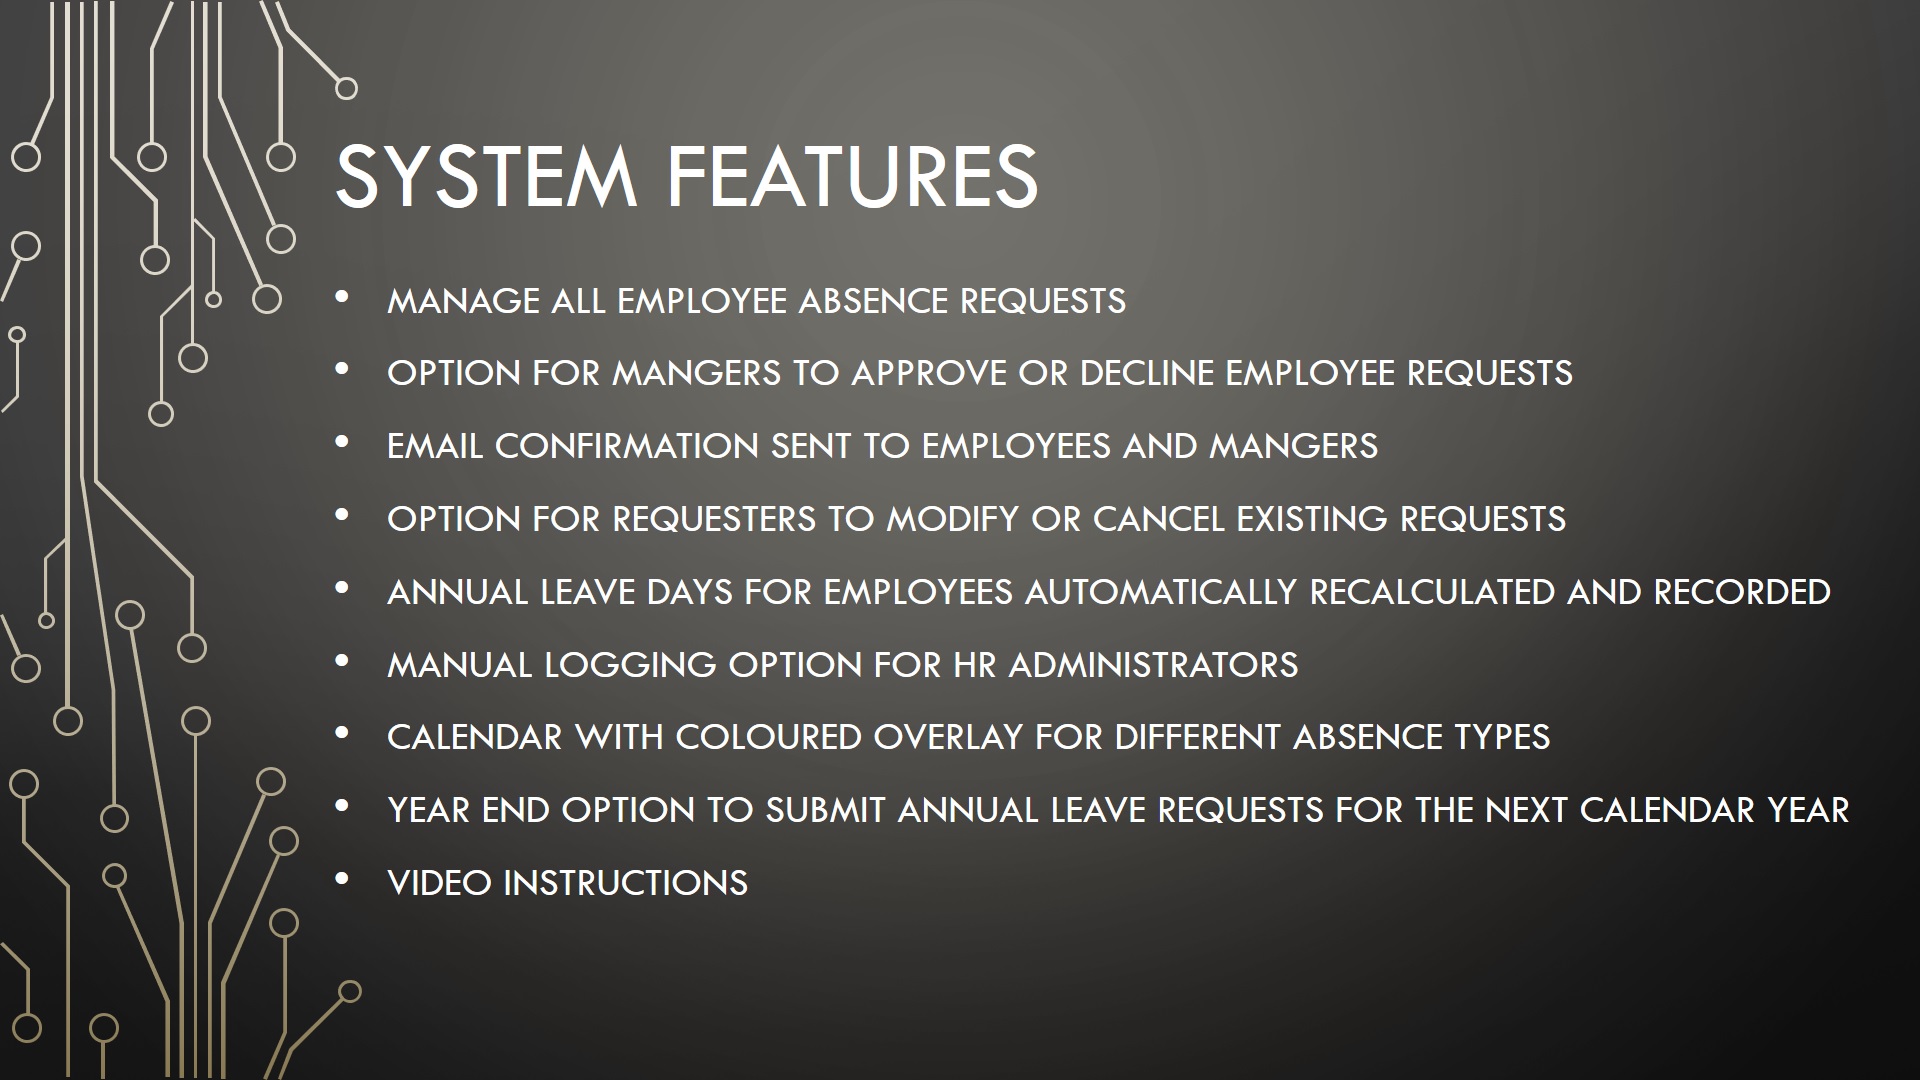 SYSTEM FEATURES
• MANAGE ALL EMPLOYEE ABSENCE REQUESTS
• OPTION FOR MANGERS TO APPROVE OR DECLINE EMPLOYEE REQUESTS
• EMAIL CONFIRMATION SENT TO EMPLOYEES AND MANGERS
• OPTION FOR REQUESTERS TO MODIFY OR CANCEL EXISTING REQUESTS
• ANNUAL LEAVE DAYS FOR EMPLOYEES AUTOMATICALLY RECALCULATED AND RECORDED
• MANUAL LOGGING OPTION FOR HR ADMINISTRATORS
• CALENDAR WITH COLOURED OVERLAY FOR DIFFERENT ABSENCE TYPES
• YEAR END OPTION TO SUBMIT ANNUAL LEAVE REQUESTS FOR THE NEXT CALENDAR YEAR
• VIDEO INSTRUCTIONS